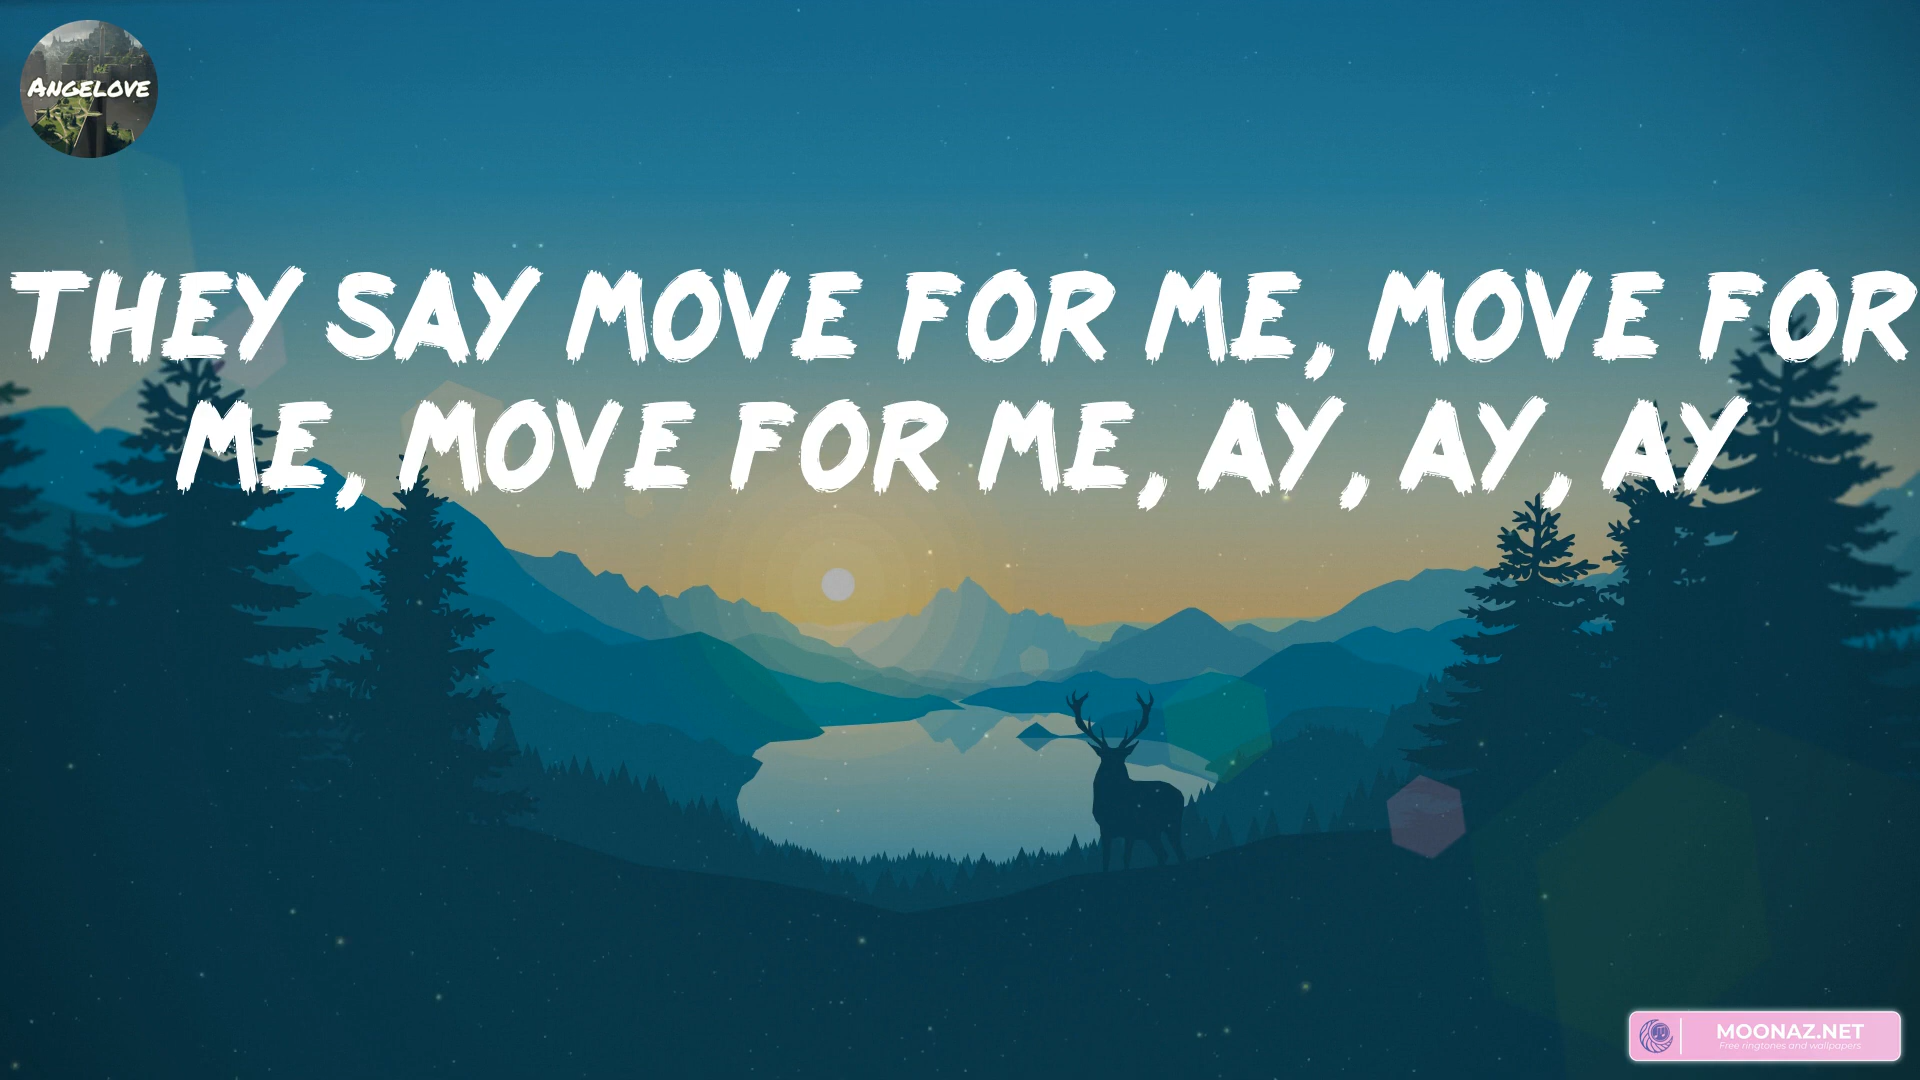 ANGELOVE
THEY SAY MOVE FOR ME, MOVE FOR
ME, MOVE FOR ME, AY, AY, AY
MOONAZ.NET
Free ringtones and wallpapers